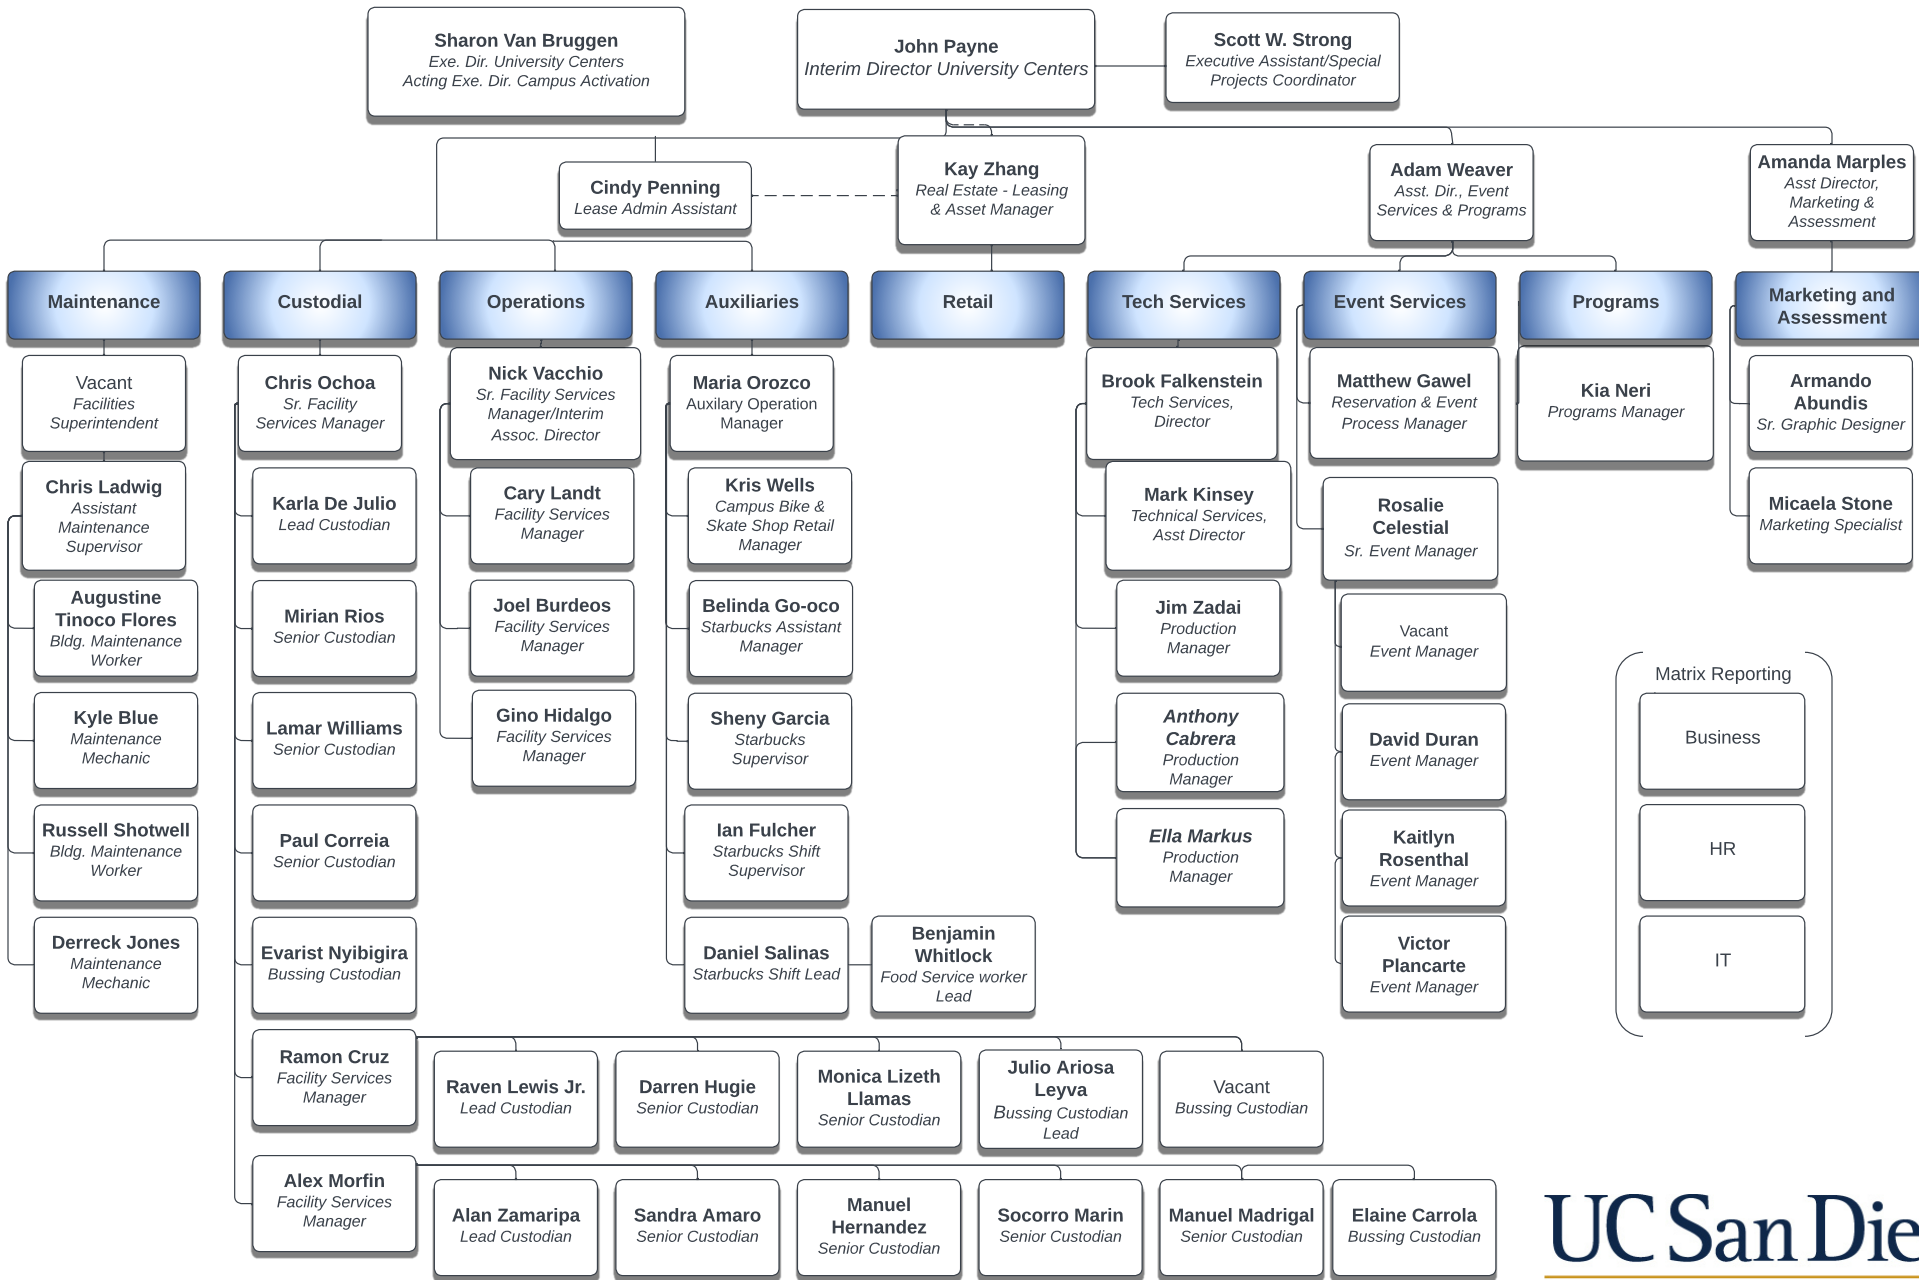 Sharon Van Bruggen
Exe. Dir. University Centers
Acting Exe. Dir. Campus Activation
John Payne
Interim Director University Centers
Scott W. Strong
Executive Assistant/Special
Projects Coordinator
Cindy Penning
Lease Admin Assistant
Kay Zhang
Real Estate - Leasing
& Asset Manager
Adam Weaver
Asst. Dir., Event
Services & Programs
Amanda Marples
Asst Director,
Marketing &
Assessment
Maintenance
Custodial
Operations
Auxiliaries
Retail
Tech Services
Event Services
Programs
Marketing and
Assessment
Vacant
Facilities
Superintendent
Chris Ladwig
Assistant
Maintenance
Supervisor
Augustine
Tinoco Flores
Bldg. Maintenance
Worker
Kyle Blue
Maintenance
Mechanic
Russell Shotwell
Bldg. Maintenance
Worker
Derreck Jones
Maintenance
Mechanic
Chris Ochoa
Sr. Facility
Services Manager
Karla De Julio
Lead Custodian
Mirian Rios
Senior Custodian
Lamar Williams
Senior Custodian
Paul Correia
Senior Custodian
Evarist Nyibigira
Bussing Custodian
Nick Vacchio
Sr. Facility Services
Manager/Interim
Assoc. Director
Cary Landt
Facility Services
Manager
Joel Burdeos
Facility Services
Manager
Gino Hidalgo
Facility Services
Manager
Maria Orozco
Auxilary Operation
Manager
Kris Wells
Campus Bike &
Skate Shop Retail
Manager
Belinda Go-oco
Starbucks Assistant
Manager
Sheny Garcia
Starbucks
Supervisor
Ian Fulcher
Starbucks Shift
Supervisor
Daniel Salinas
Starbucks Shift Lead
Benjamin
Whitlock
Food Service worker
Lead
Brook Falkenstein
Tech Services,
Director
Mark Kinsey
Technical Services,
Asst Director
Jim Zadai
Production
Manager
Anthony
Cabrera
Production
Manager
Ella Markus
Production
Manager
Matthew Gawel
Reservation & Event
Process Manager
Rosalie
Celestial
Sr. Event Manager
Vacant
Event Manager
David Duran
Event Manager
Kaitlyn
Rosenthal
Event Manager
Victor
Plancarte
Event Manager
Kia Neri
Programs Manager
Armando
Abundis
Sr. Graphic Designer
Micaela Stone
Marketing Specialist
Matrix Reporting
Business
HR
IT
Ramon Cruz
Facility Services
Manager
Raven Lewis Jr.
Lead Custodian
Darren Hugie
Senior Custodian
Monica Lizeth
Llamas
Senior Custodian
Julio Ariosa
Leyva
Bussing Custodian
Lead
Vacant
Bussing Custodian
Alex Morfin
Facility Services
Manager
Alan Zamaripa
Lead Custodian
Sandra Amaro
Senior Custodian
Manuel
Hernandez
Senior Custodian
Socorro Marin
Senior Custodian
Manuel Madrigal
Senior Custodian
Elaine Carrola
Bussing Custodian
UC San Die